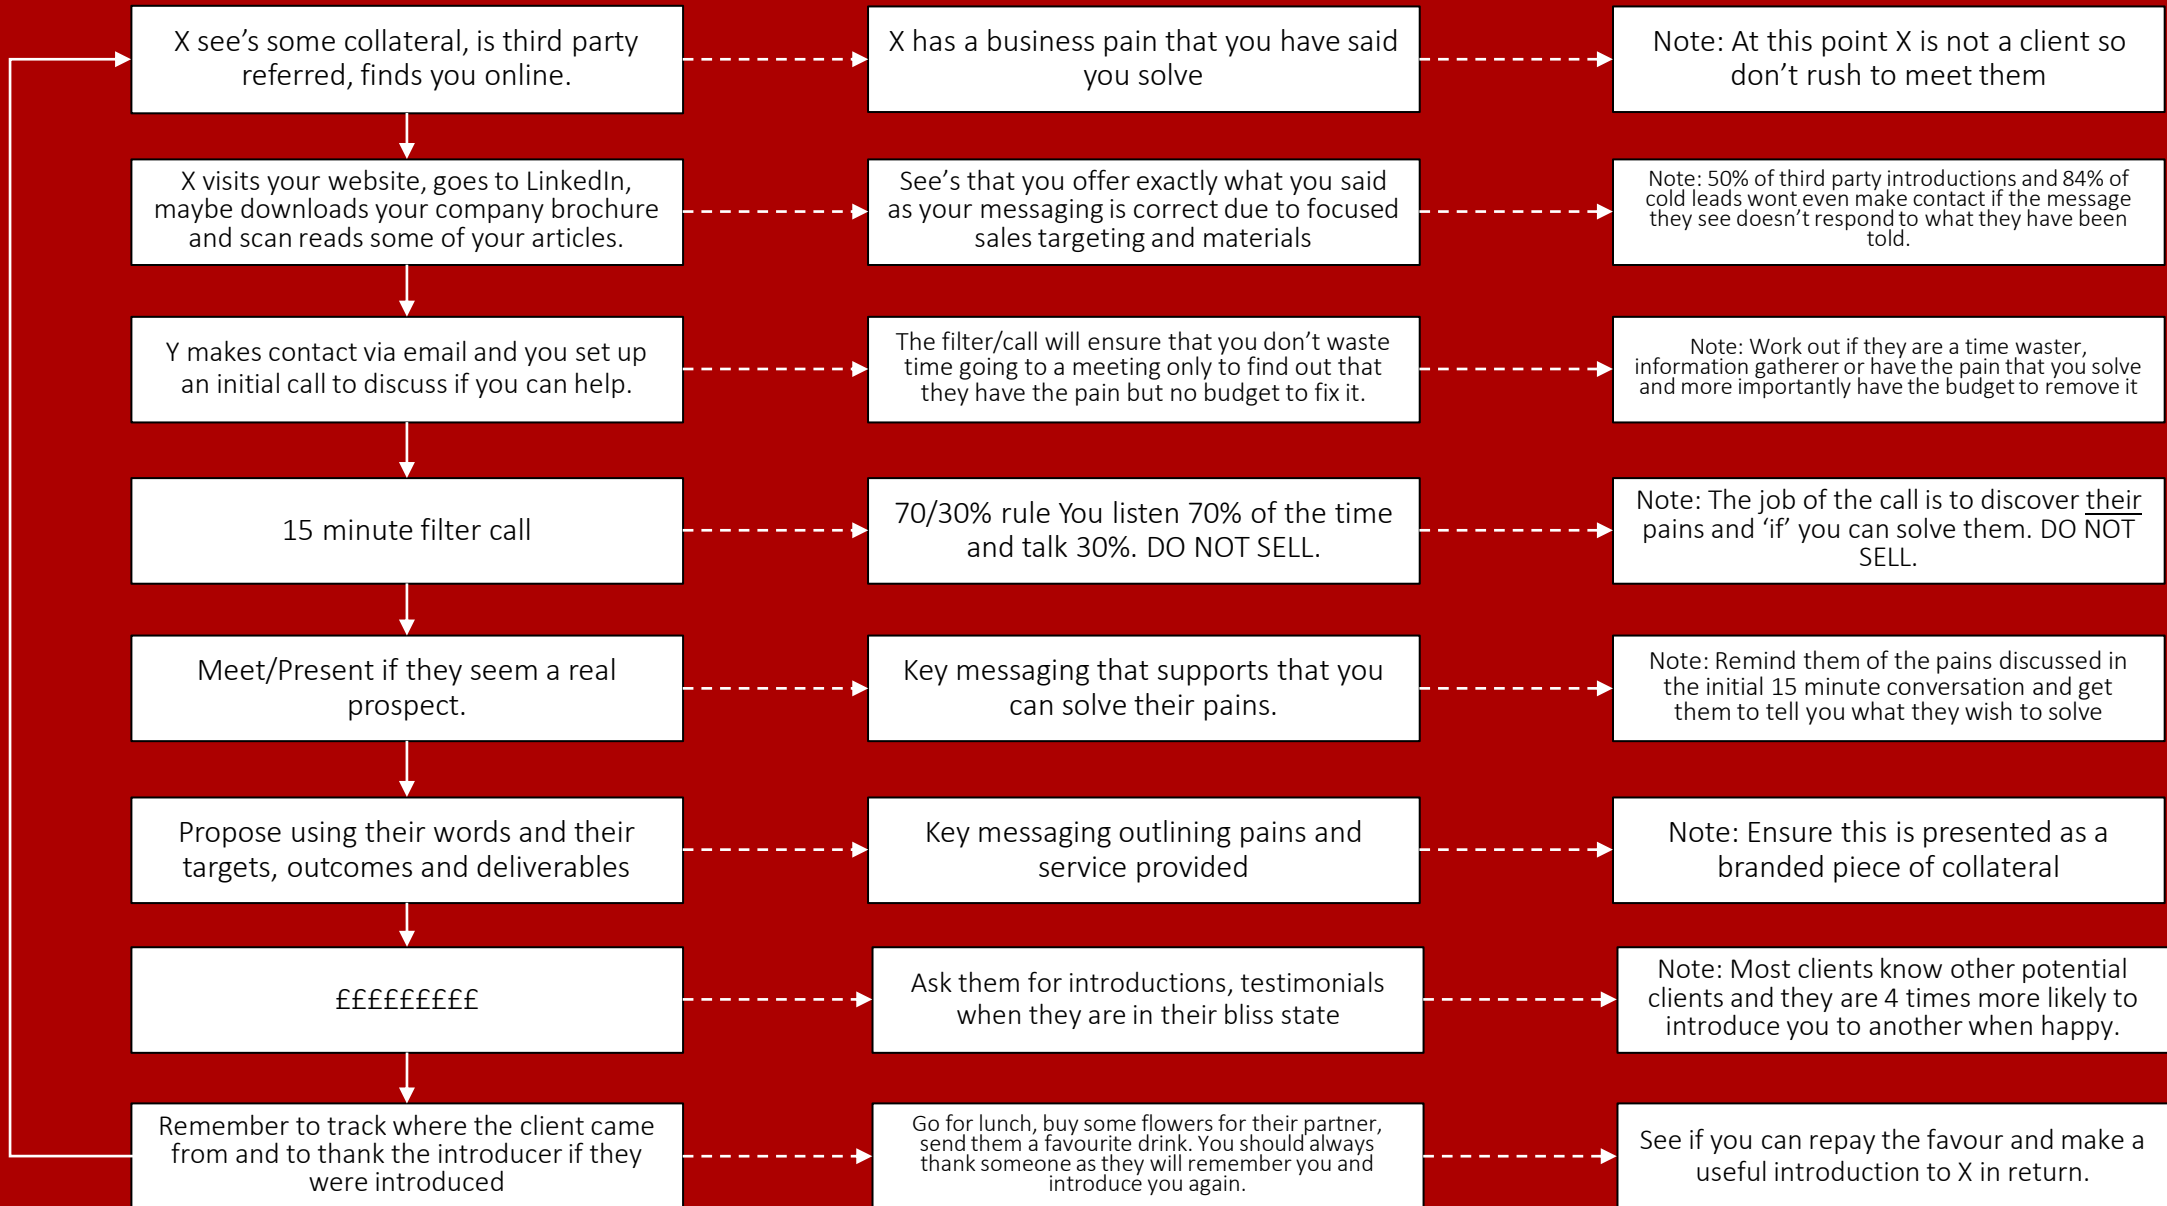 X see's some collateral, is third party
referred, finds you online.
X has a business pain that you have said
you solve
Note: At this point X is not a client so
don't rush to meet them
X visits your website, goes to LinkedIn,
maybe downloads your company brochure
and scan reads some of your articles.
See's that you offer exactly what you said
as your messaging is correct due to focused
sales targeting and materials
Note: 50% of third party introductions and 84% of
cold leads wont even make contact if the message
they see doesn't respond to what they have been
told.
Y makes contact via email and you set up
an initial call to discuss if you can help.
The filter/call will ensure that you don't waste
time going to a meeting only to find out that
they have the pain but no budget to fix it.
Note: Work out if they are a time waster,
information gatherer or have the pain that you solve
and more importantly have the budget to remove it
15 minute filter call
70/30% rule You listen 70% of the time
and talk 30%. DO NOT SELL.
Note: The job of the call is to discover their
pains and 'if' you can solve them. DO NOT
SELL.
Meet/Present if they seem a real
prospect.
Key messaging that supports that you
can solve their pains.
Note: Remind them of the pains discussed in
the initial 15 minute conversation and get
them to tell you what they wish to solve
Propose using their words and their
targets, outcomes and deliverables
Key messaging outlining pains and
service provided
Note: Ensure this is presented as a
branded piece of collateral
£££££££££
Ask them for introductions, testimonials
when they are in their bliss state
Note: Most clients know other potential
clients and they are 4 times more likely to
introduce you to another when happy.
Remember to track where the client came
from and to thank the introducer if they
were introduced
Go for lunch, buy some flowers for their partner,
send them a favourite drink. You should always
thank someone as they will remember you and
introduce you again.
See if you can repay the favour and make a
useful introduction to X in return.